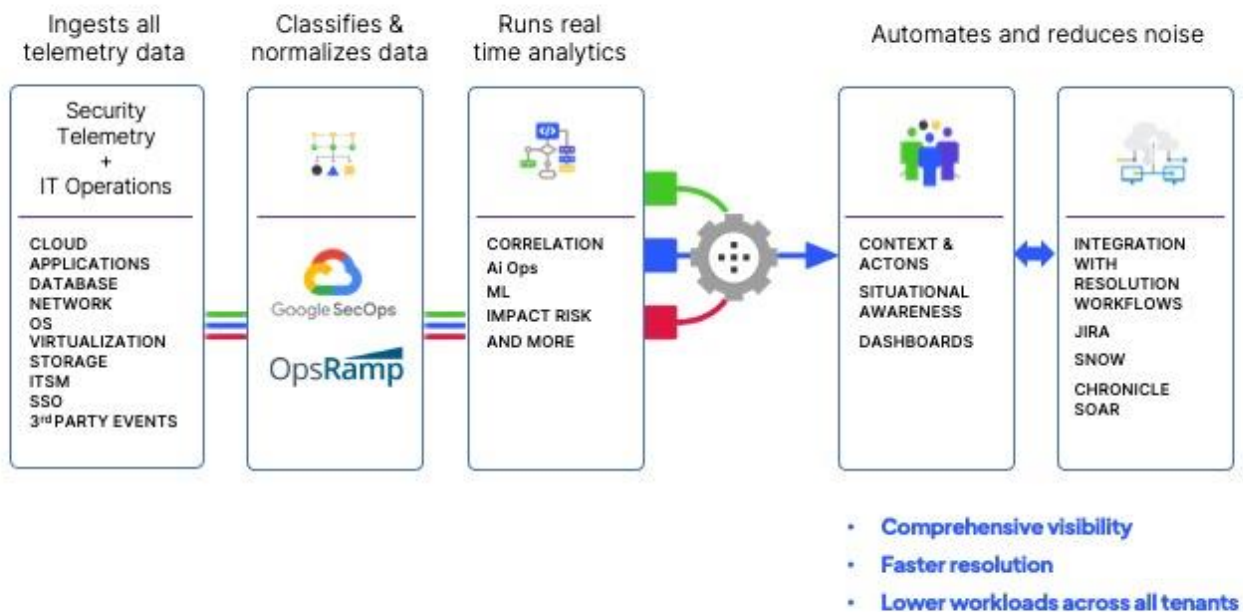 Ingests all
telemetry data
Classifies &
normalizes data
Runs real
time analytics
Automates and reduces noise
Security
Telemetry
+
IT Operations
CLOUD
APPLICATIONS
DATABASE
NETWORK
OS
VIRTUALIZATION
STORAGE
ITSM
SSO
3rd PARTY EVENTS
Google SecOps
OpsRamp
</>
CORRELATION
Ai Ops
ML
IMPACT RISK
AND MORE
CONTEXT &
ACTONS
SITUATIONAL
AWARENESS
DASHBOARDS
INTEGRATION
WITH
RESOLUTION
WORKFLOWS
JIRA
SNOW
CHRONICLE
SOAR
• Comprehensive visibility
• Faster resolution
• Lower workloads across all tenants